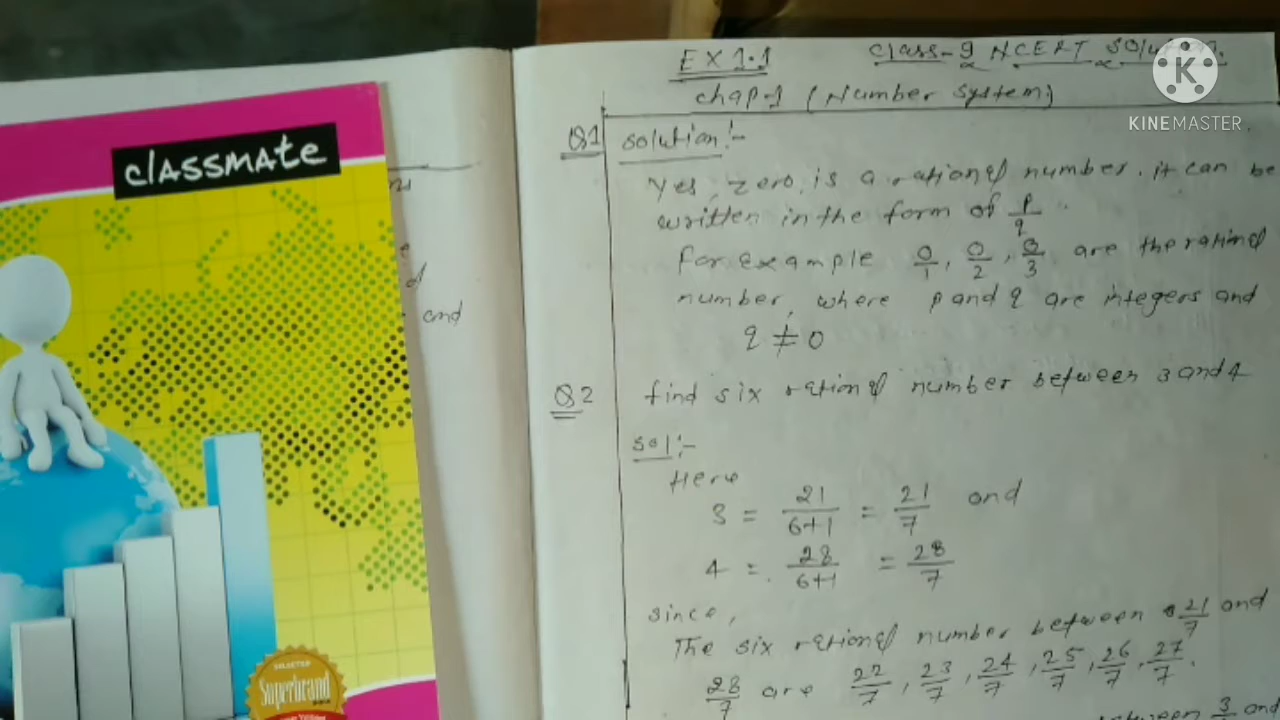 EX 1.1 Class-9 NCERT Solution.
chap-1 (Number System)
Q1 Solution:-
Yes, zero, is a rational number. it can be
written in the form of p/q.
for example 0/1, 0/2, 0/3 are the rational
number, where p and q are integers and
q ≠ 0
Q2 find six rational number between 3 and 4
Sol:-
Here
3 = 21/6+1 = 21/7 and
4 = 28/6+1 = 28/7
since,
The six rational number between 21/7 and
28/7 are 22/7, 23/7, 24/7, 25/7, 26/7, 27/7.
and
CLASSMATE
SELECTED
Superbrand
K
KINEMASTER